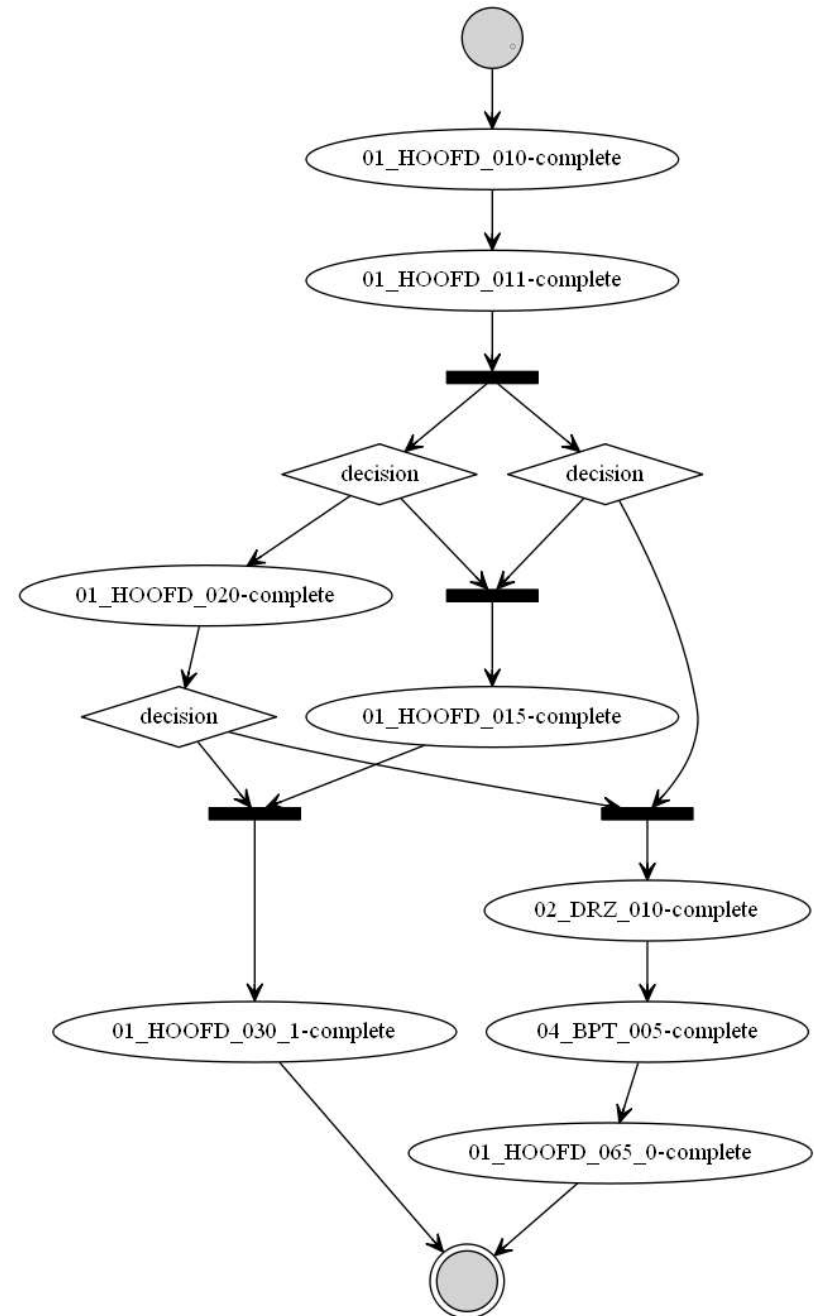 01_HOOFD_010-complete
01_HOOFD_011-complete
decision
decision
01_HOOFD_020-complete
decision
01_HOOFD_015-complete
02_DRZ_010-complete
01_HOOFD_030_1-complete
04_BPT_005-complete
01_HOOFD_065_0-complete